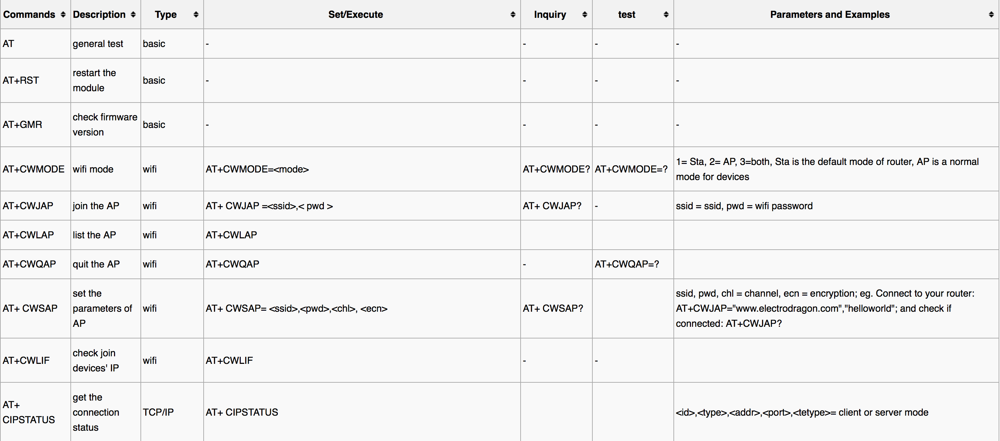 Commands Description Type Set/Execute Inquiry test Parameters and Examples
AT general test basic - - - -
AT+RST restart the module basic - - - -
AT+GMR check firmware version basic - - - -
AT+CWMODE wifi mode wifi AT+CWMODE=<mode> AT+CWMODE? AT+CWMODE=? 1= Sta, 2= AP, 3=both, Sta is the default mode of router, AP is a normal
mode for devices
AT+CWJAP join the AP wifi AT+ CWJAP =<ssid>,< pwd > AT+ CWJAP? - ssid = ssid, pwd = wifi password
AT+CWLAP list the AP wifi AT+CWLAP
AT+CWQAP quit the AP wifi AT+CWQAP - AT+CWQAP=?
AT+ CWSAP set the parameters of AP wifi AT+ CWSAP= <ssid>,<pwd>,<chl>, <ecn> AT+ CWSAP? ssid, pwd, chl = channel, ecn = encryption; eg. Connect to your router:
AT+CWJAP="www.electrodragon.com","helloworld"; and check if
connected: AT+CWJAP?
AT+CWLIF check join devices' IP wifi AT+CWLIF - -
AT+ CIPSTATUS get the connection status TCP/IP AT+ CIPSTATUS <id>,<type>,<addr>,<port>,<tetype>= client or server mode